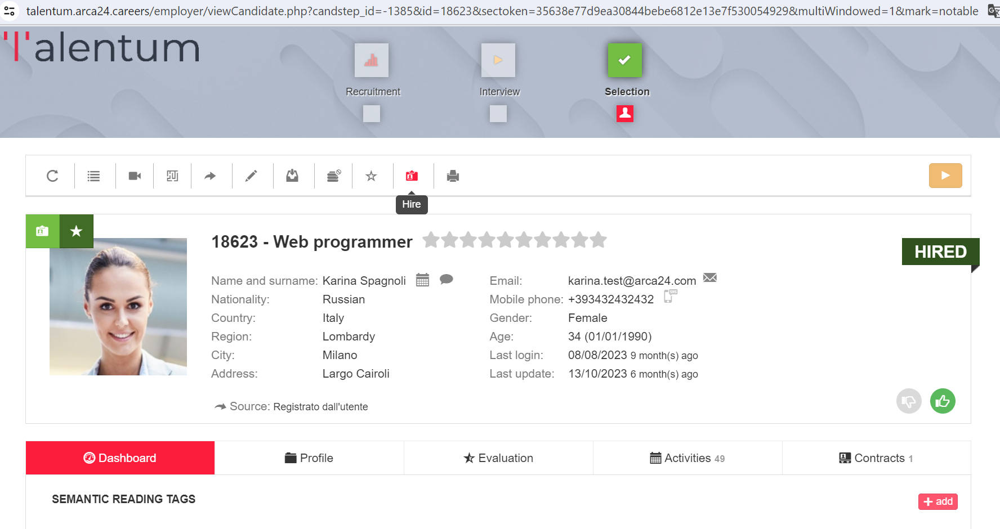 talentum.arca24.careers/employer/viewCandidate.php?candstep_id=-1385&id=18623&sectoken=35638e77d9ea30844bebe6812e13e7f530054929&multiWindowed=1&mark=notable
Talentum
Recruitment
Interview
Selection
Hire
18623 - Web programmer
HIRED
Name and surname: Karina Spagnoli
Email: karina.test@arca24.com
Nationality: Russian
Mobile phone: +393432432432
Country: Italy
Gender: Female
Region: Lombardy
Age: 34 (01/01/1990)
City: Milano
Last login: 08/08/2023 9 month(s) ago
Address: Largo Cairoli
Last update: 13/10/2023 6 month(s) ago
Source: Registrato dall'utente
Dashboard
Profile
Evaluation
Activities 49
Contracts 1
SEMANTIC READING TAGS
add